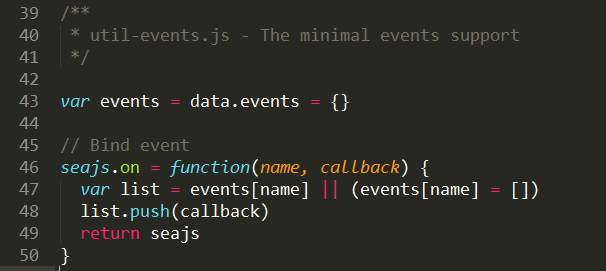 39 /**
40  * util-events.js - The minimal events support
41  */
42
43 var events = data.events = {}
44
45 // Bind event
46 seajs.on = function(name, callback) {
47   var list = events[name] || (events[name] = [])
48   list.push(callback)
49   return seajs
50 }